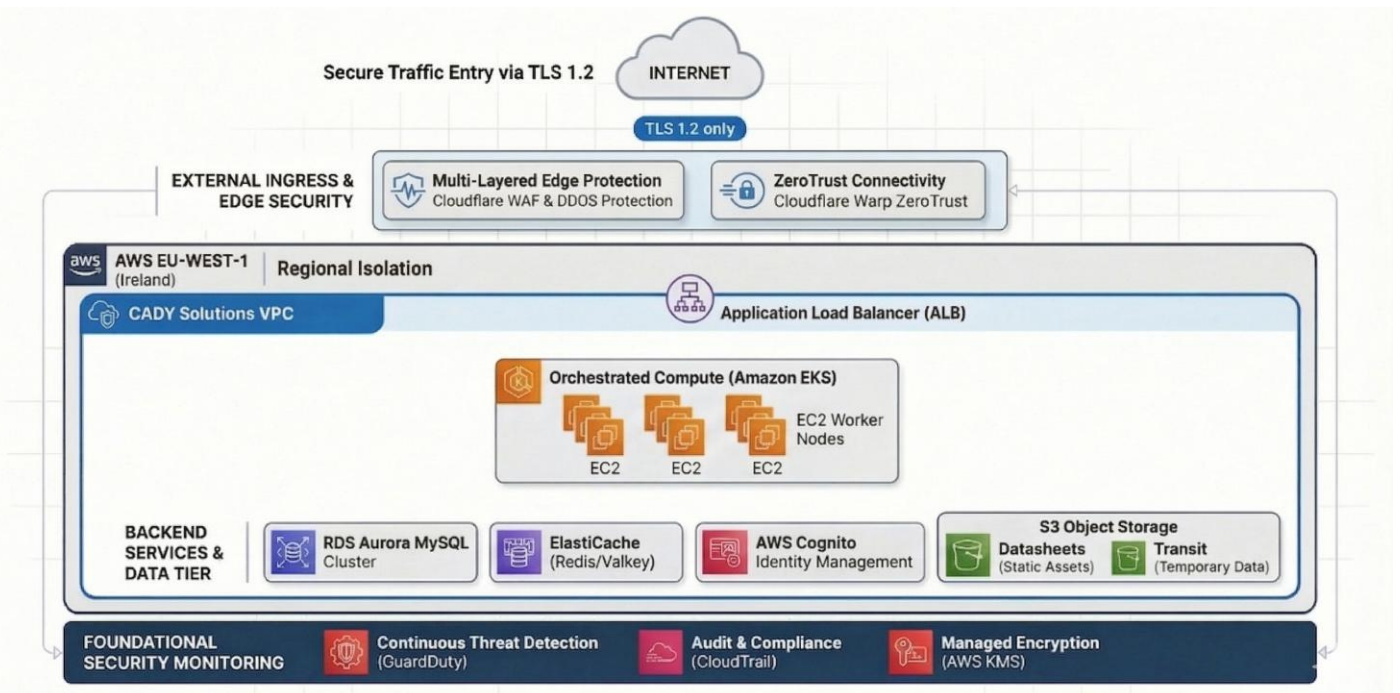 Secure Traffic Entry via TLS 1.2
INTERNET
TLS 1.2 only
EXTERNAL INGRESS &
EDGE SECURITY
Multi-Layered Edge Protection
Cloudflare WAF & DDOS Protection
ZeroTrust Connectivity
Cloudflare Warp ZeroTrust
aws
AWS EU-WEST-1
(Ireland)
Regional Isolation
CADY Solutions VPC
Application Load Balancer (ALB)
Orchestrated Compute (Amazon EKS)
EC2 Worker
Nodes
EC2
EC2
EC2
BACKEND
SERVICES &
DATA TIER
RDS Aurora MySQL
Cluster
ElastiCache
(Redis/Valkey)
AWS Cognito
Identity Management
S3 Object Storage
Datasheets
(Static Assets)
Transit
(Temporary Data)
FOUNDATIONAL
SECURITY MONITORING
Continuous Threat Detection
(GuardDuty)
Audit & Compliance
(CloudTrail)
Managed Encryption
(AWS KMS)